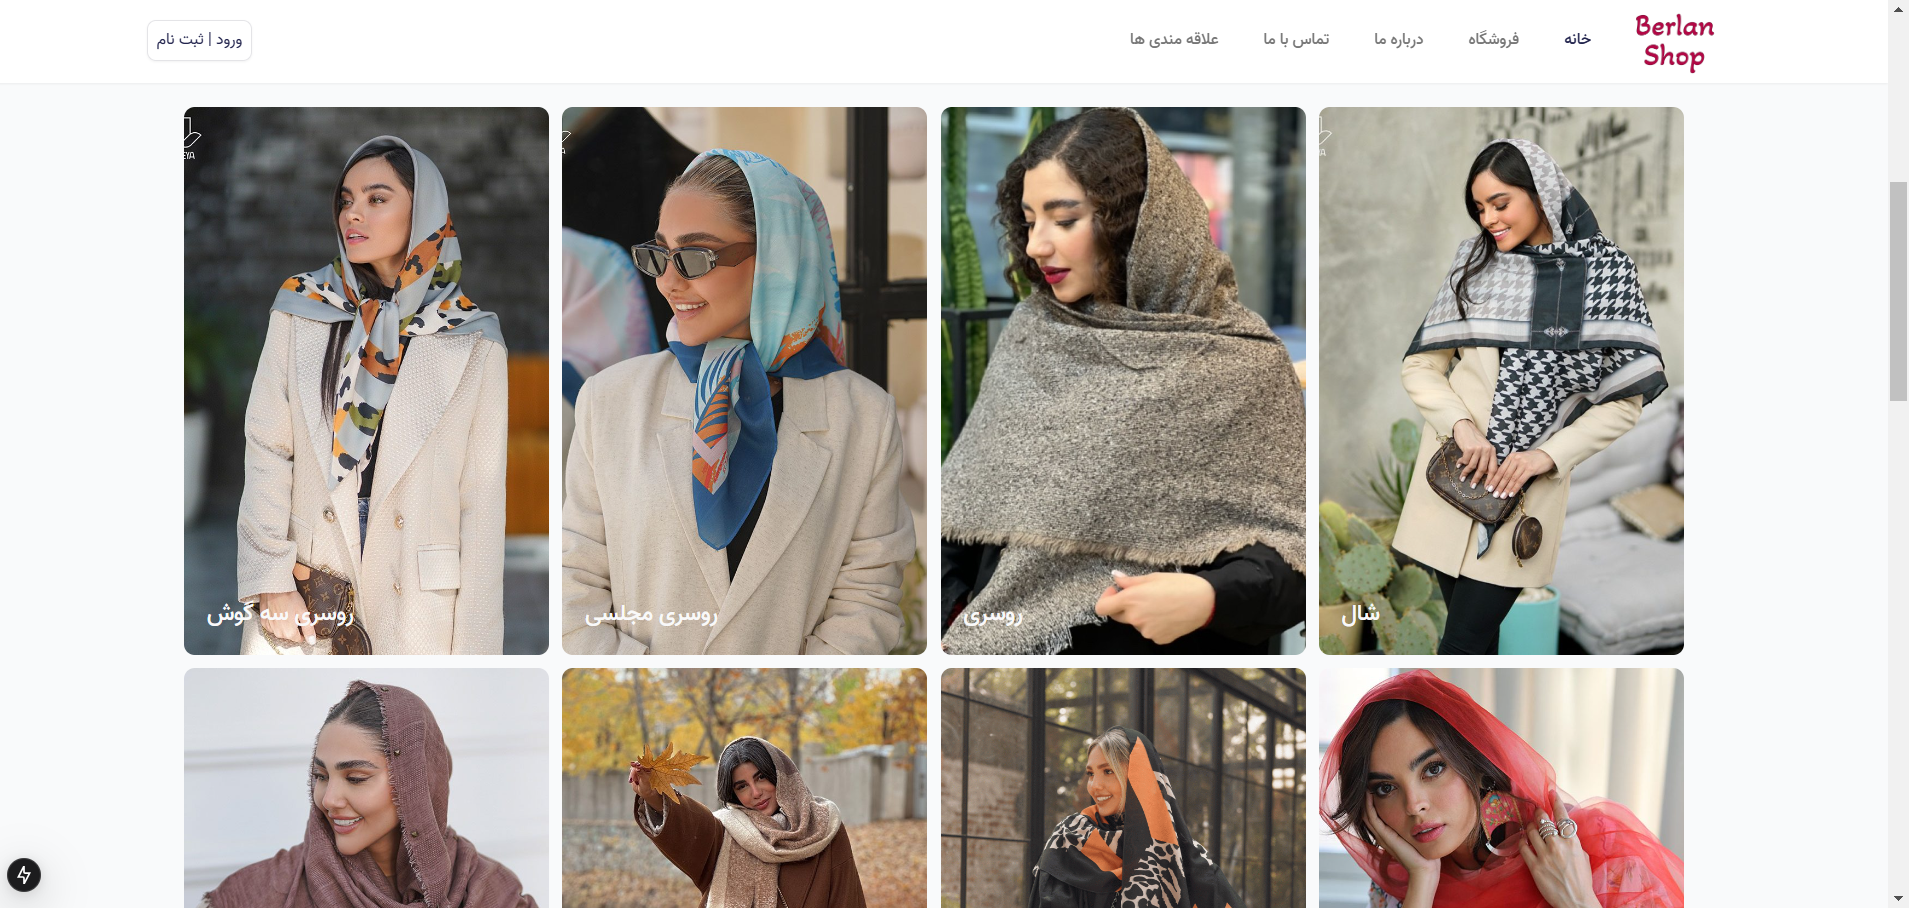 Berlan
Shop
خانه
فروشگاه
درباره ما
تماس با ما
علاقه مندی ها
ورود | ثبت نام
شال
روسری
روسری مجلسی
روسری سه گوش